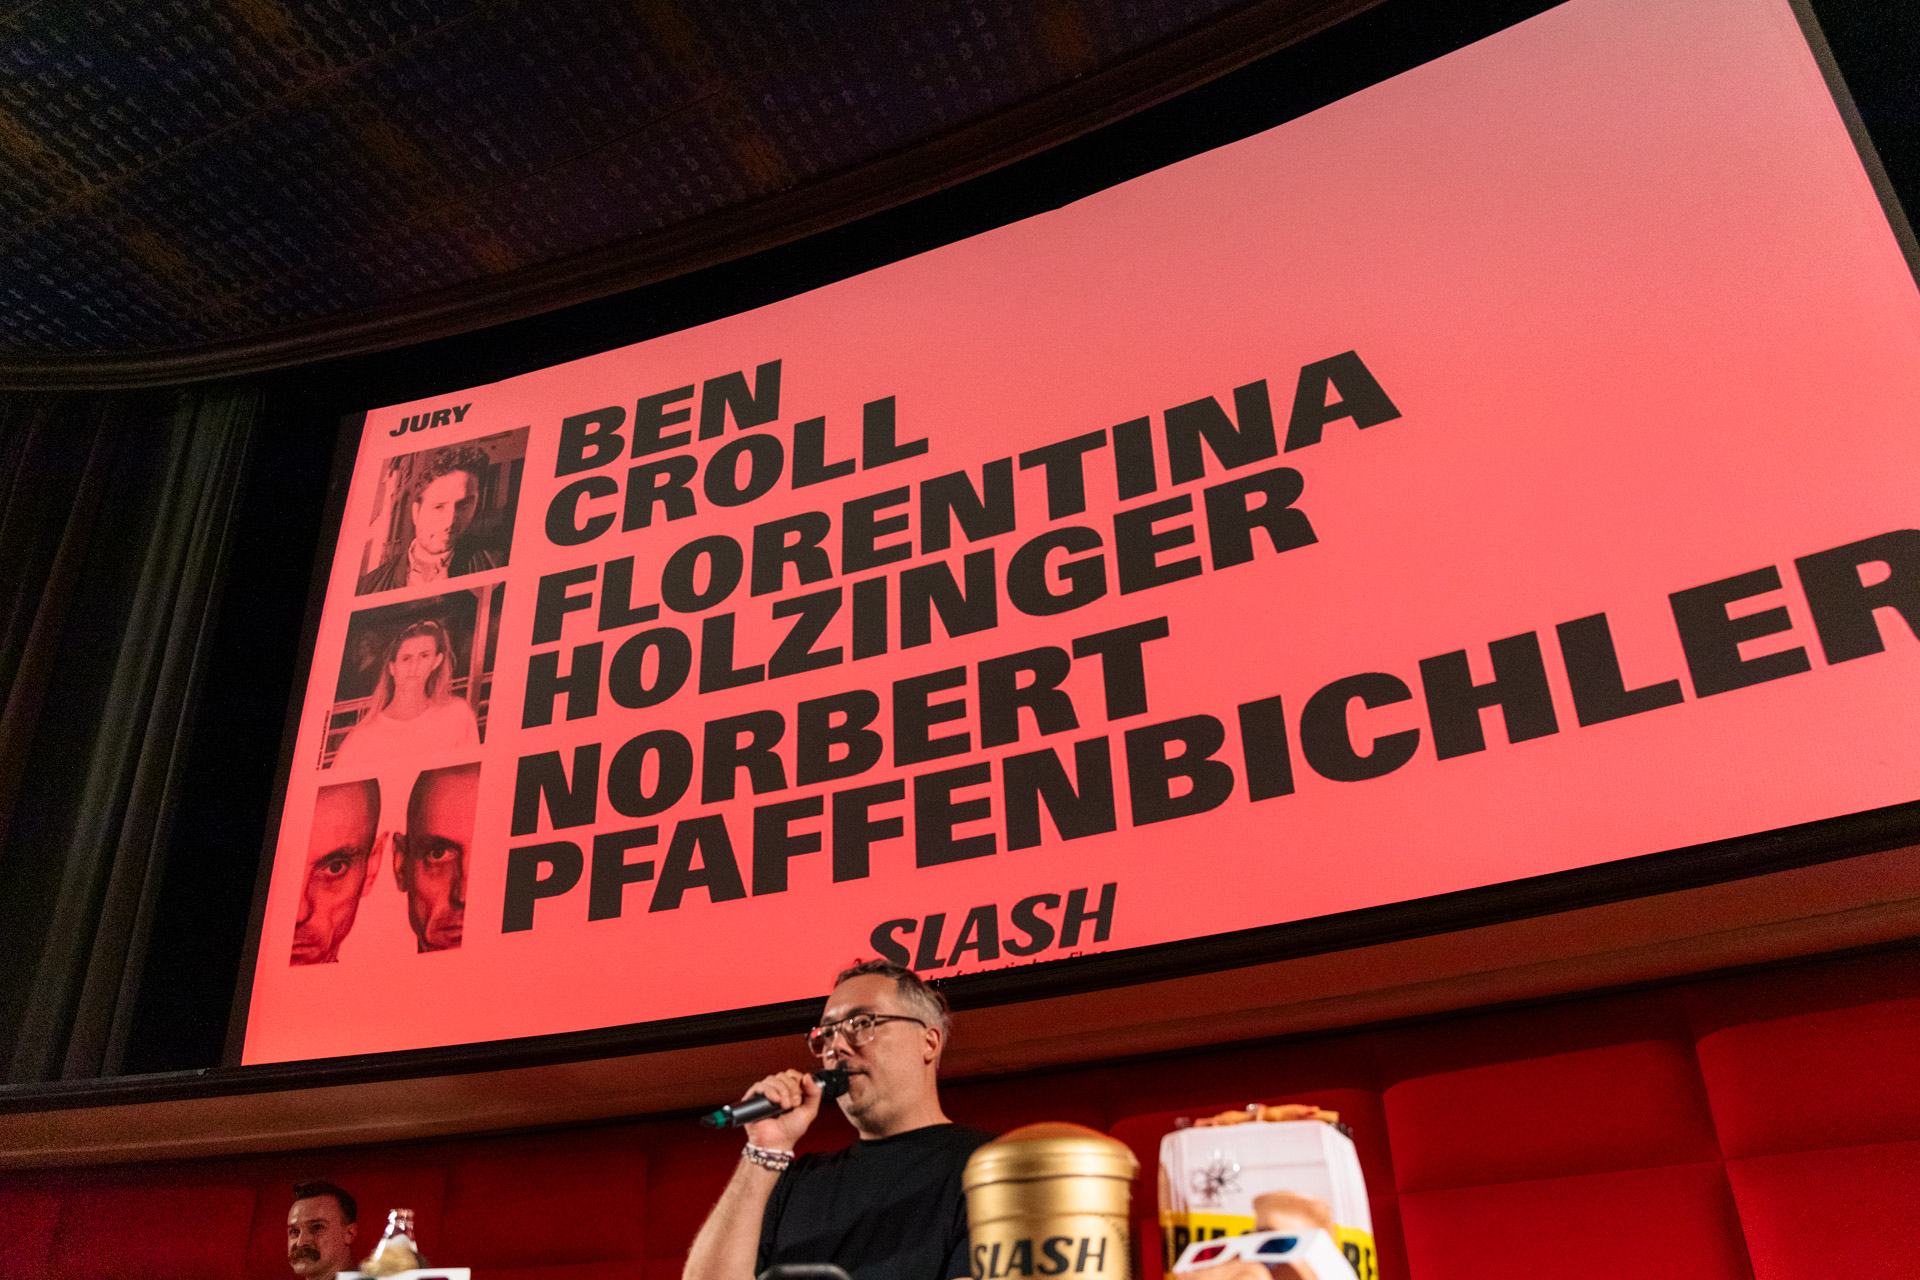 JURY
BEN
CROLL
FLORENTINA
HOLZINGER
NORBERT
PFAFFENBICHLER
SLASH
SLASH